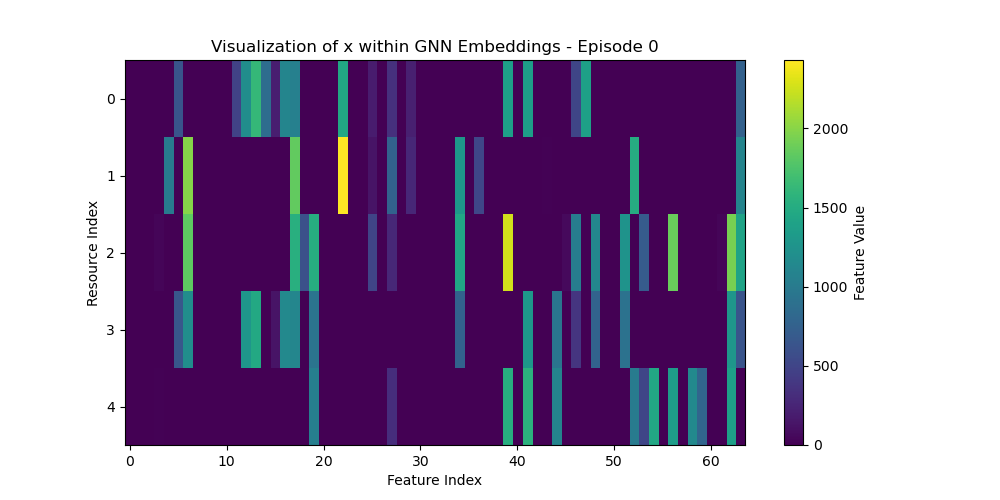 Visualization of x within GNN Embeddings - Episode 0
Resource Index
0
1
2
3
4
0 10 20 30 40 50 60
Feature Index
2000
1500
1000
500
0
Feature Value